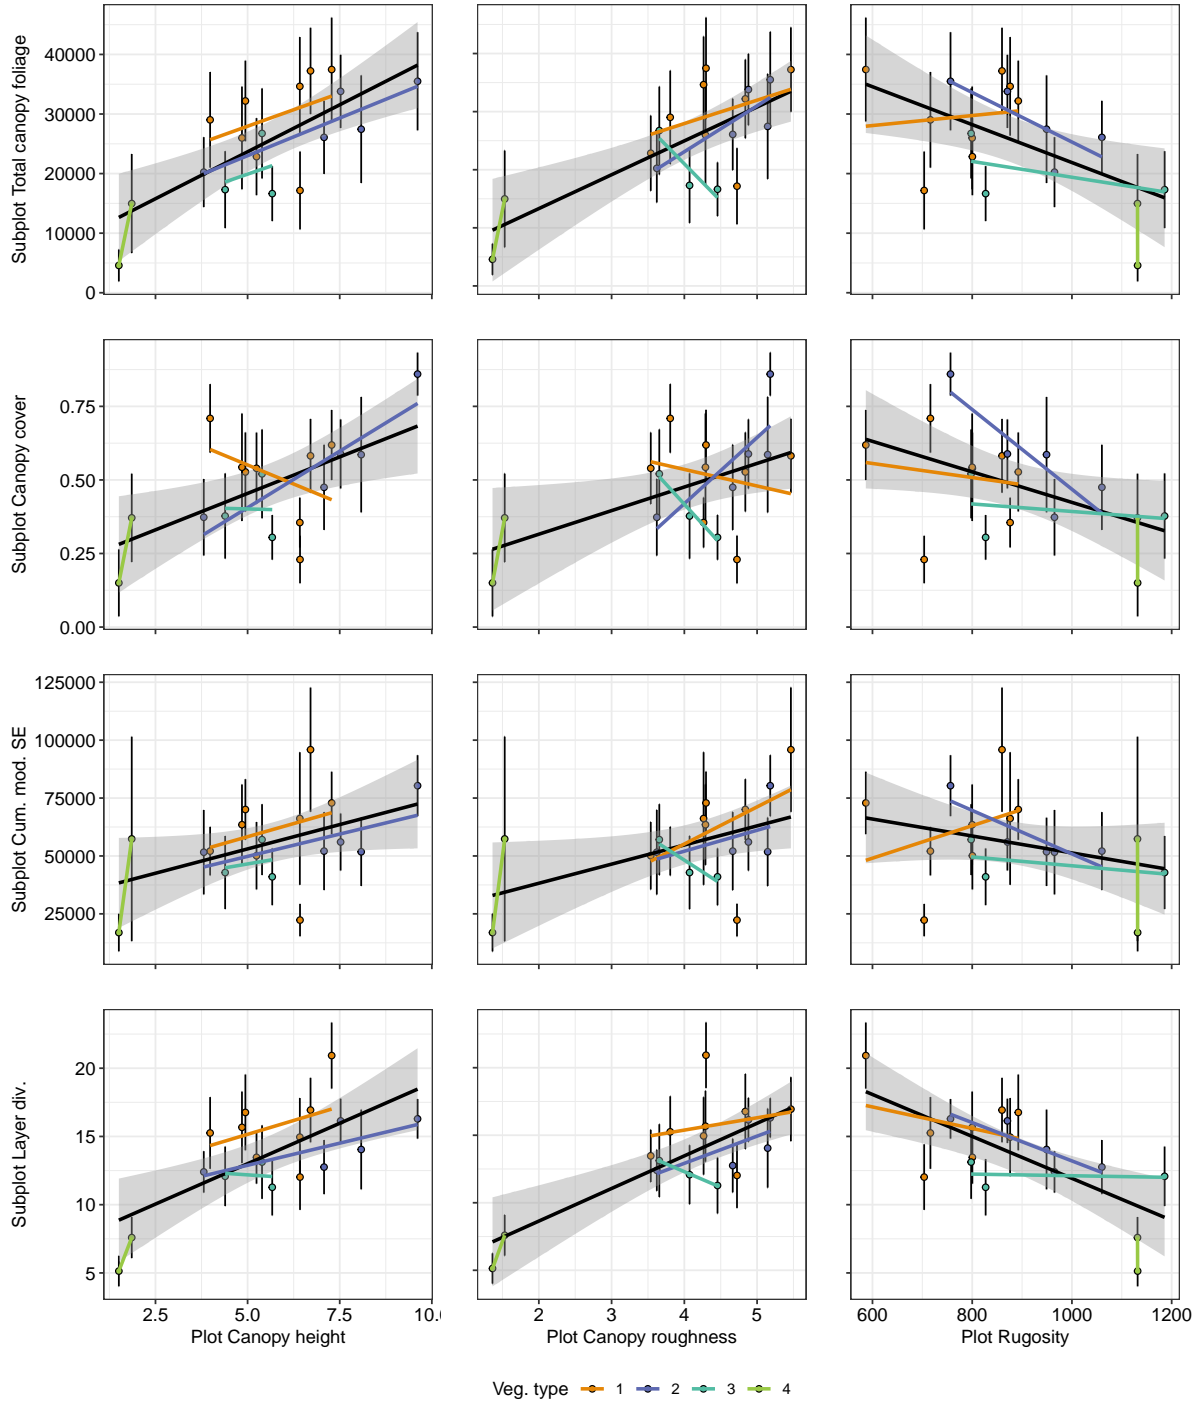 Subplot Total canopy foliage
40000
30000
20000
10000
0
Subplot Canopy cover
0.75
0.50
0.25
0.00
Subplot Cum. mod. SE
125000
100000
75000
50000
25000
Subplot Layer div.
20
15
10
5
2.5 5.0 7.5 10.0
2 3 4 5
600 800 1000 1200
Plot Canopy height Plot Canopy roughness Plot Rugosity
Veg. type 1 2 3 4